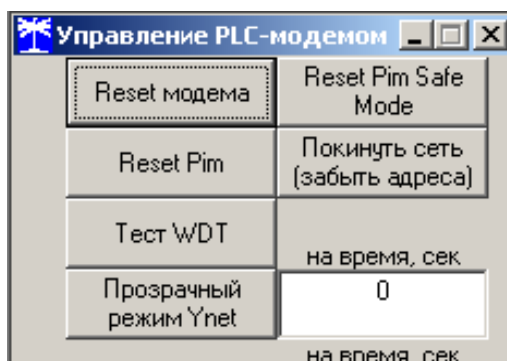 Управление PLC-модемом
Reset модема
Reset Pim Safe
Mode
Reset Pim
Покинуть сеть
(забыть адреса)
Тест WDT
на время, сек
Прозрачный
режим Ynet
0
на время, сек